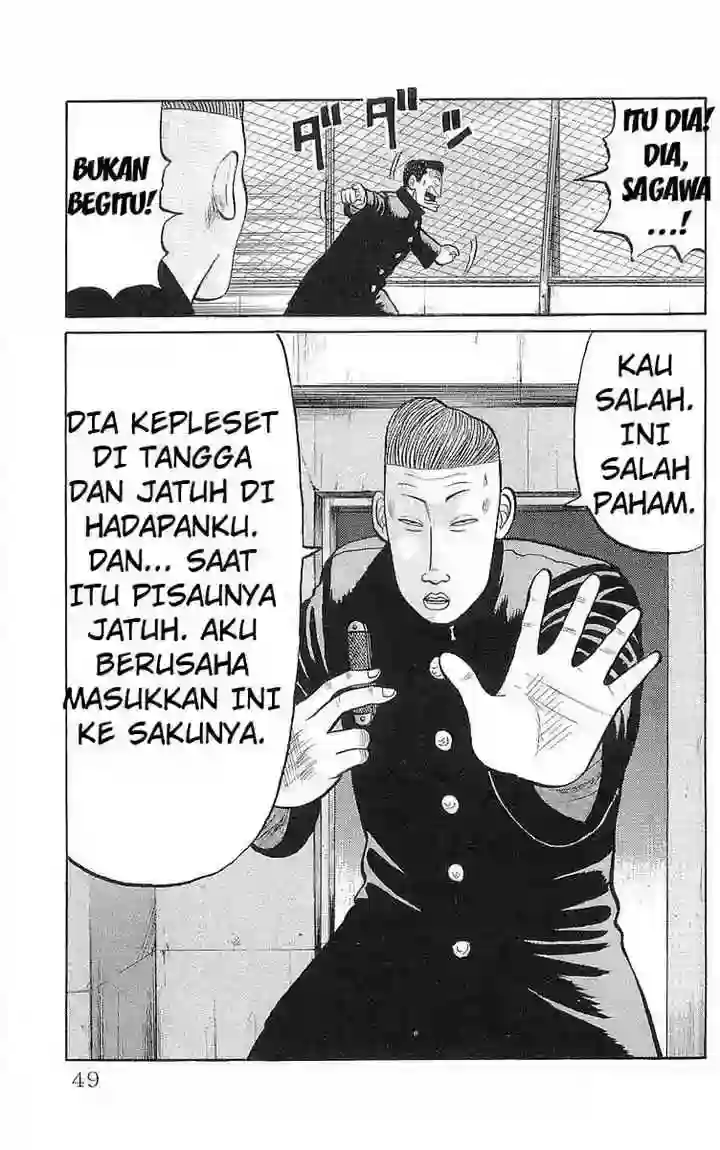 ITU DIA!
DIA,
SAGAWA
...!
ダダッ
BUKAN
BEGITU!
KAU
SALAH.
INI
SALAH
PAHAM.
DIA KEPLESET
DI TANGGA
DAN JATUH DI
HADAPANKU.
DAN... SAAT
ITU PISAUNYA
JATUH. AKU
BERUSAHA
MASUKKAN INI
KE SAKUNYA.
49